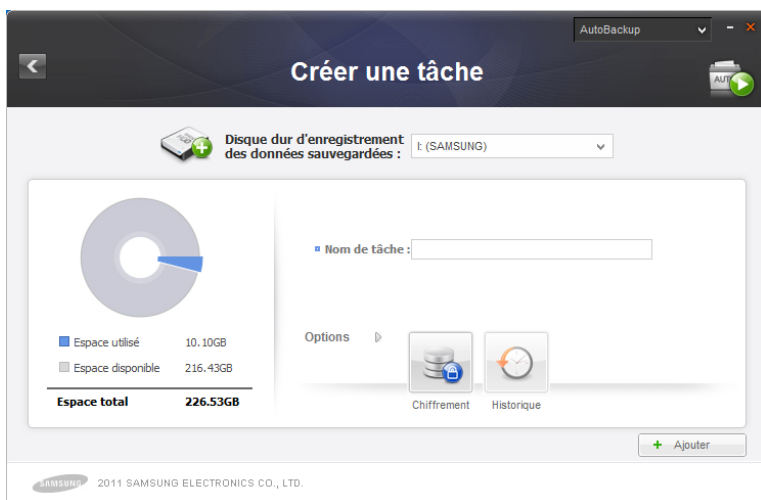 AutoBackup
Créer une tâche
AUTO
Disque dur d'enregistrement
des données sauvegardées :
I: (SAMSUNG)
Nom de tâche :
Espace utilisé 10.10GB
Espace disponible 216.43GB
Espace total 226.53GB
Options
Chiffrement Historique
+ Ajouter
SAMSUNG 2011 SAMSUNG ELECTRONICS CO., LTD.